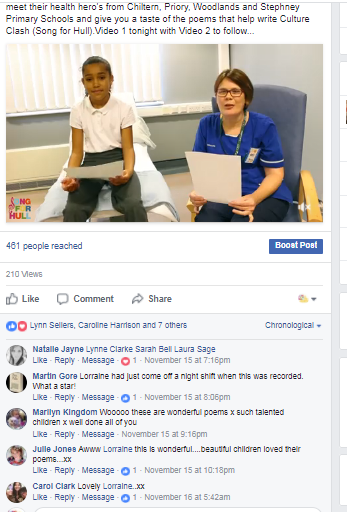 meet their health hero's from Chiltern, Priory, Woodlands and Stephney
Primary Schools and give you a taste of the poems that help write Culture
Clash (Song for Hull).Video 1 tonight with Video 2 to follow...
SONG
FOR
HULL
461 people reached
Boost Post
210 Views
Like Comment Share
Lynn Sellers, Caroline Harrison and 7 others
Chronological
Natalie Jayne Lynne Clarke Sarah Bell Laura Sage
Like · Reply · Message · 1 · November 15 at 7:16pm
Martin Gore Lorraine had just come off a night shift when this was recorded.
What a star!
Like · Reply · Message · 1 · November 15 at 8:06pm
Marilyn Kingdom Wooooo these are wonderful poems x such talented
children x well done all of you
Like · Reply · Message · November 15 at 9:16pm
Julie Jones Awww Lorraine this is wonderful....beautiful children loved their
poems...xx
Like · Reply · Message · 1 · November 15 at 10:18pm
Carol Clark Lovely Lorraine..xx
Like · Reply · Message · 1 · November 16 at 5:42am